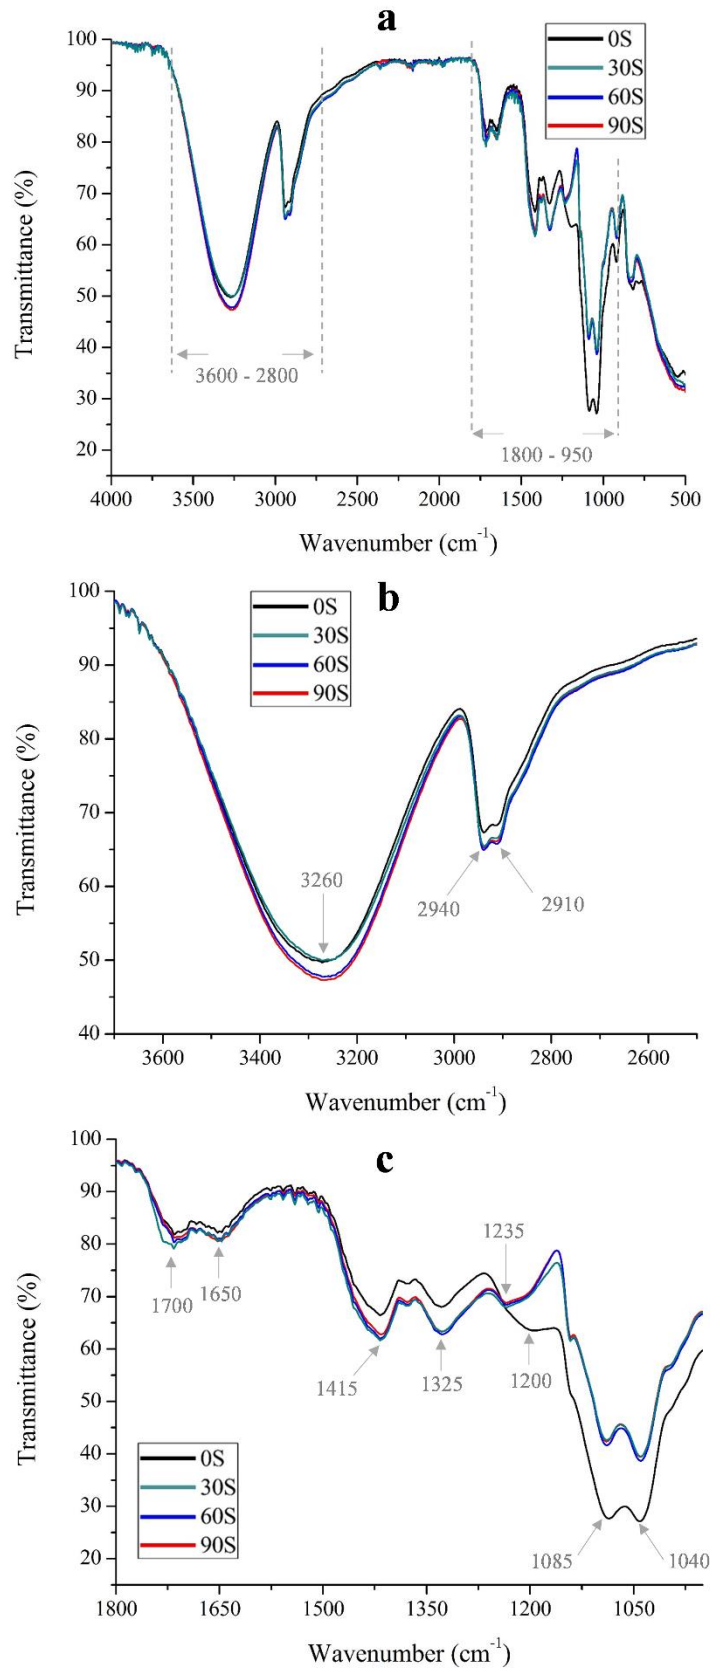 a
0S
30S
60S
90S
100
90
80
70
60
50
40
30
20
Transmittance (%)
3600 - 2800
1800 - 950
4000 3500 3000 2500 2000 1500 1000 500
Wavenumber (cm-1)
b
0S
30S
60S
90S
100
90
80
70
60
50
40
Transmittance (%)
3260
2940
2910
3600 3400 3200 3000 2800 2600
Wavenumber (cm-1)
c
100
90
80
70
60
50
40
30
20
Transmittance (%)
1700
1650
1235
1415
1325
1200
0S
30S
60S
90S
1085
1040
1800 1650 1500 1350 1200 1050
Wavenumber (cm-1)